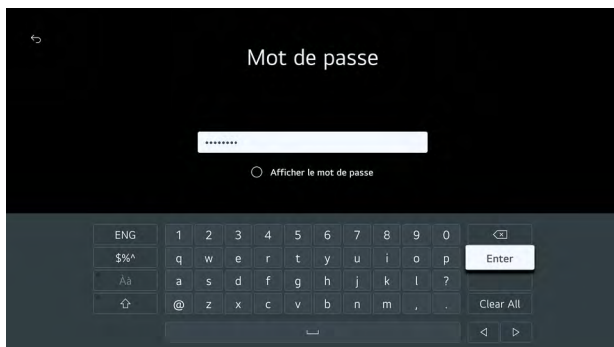 Mot de passe
••••••••
Afficher le mot de passe
ENG 1 2 3 4 5 6 7 8 9 0
$%^ q w e r t y u i o p Enter
Àà a s d f g h j k l ?
@ z x c v b n m , . Clear All